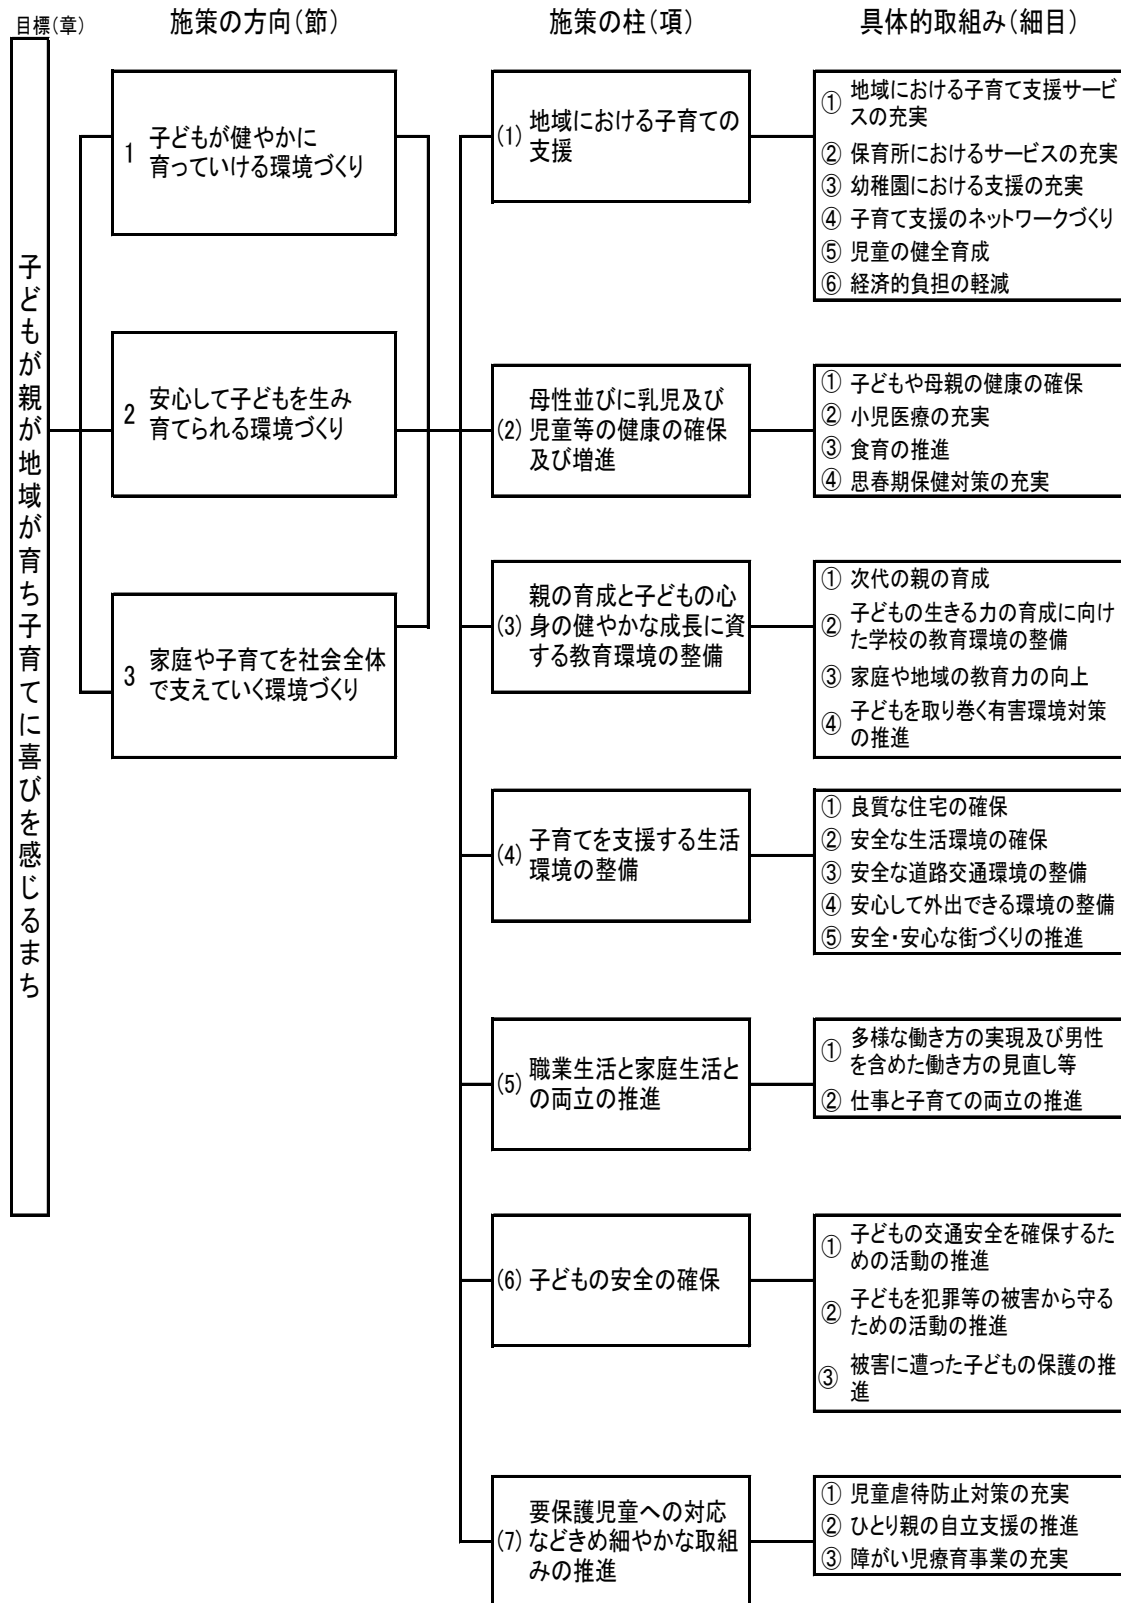 目標(章)
施策の方向(節)
施策の柱(項)
具体的取組み(細目)
子どもが親が地域が育ち子育てに喜びを感じるまち
1 子どもが健やかに
育っていける環境づくり
2 安心して子どもを生み
育てられる環境づくり
3 家庭や子育てを社会全体
で支えていく環境づくり
(1) 地域における子育ての
支援
① 地域における子育て支援サービ
スの充実
② 保育所におけるサービスの充実
③ 幼稚園における支援の充実
④ 子育て支援のネットワークづくり
⑤ 児童の健全育成
⑥ 経済的負担の軽減
(2) 母性並びに乳児及び
児童等の健康の確保
及び増進
① 子どもや母親の健康の確保
② 小児医療の充実
③ 食育の推進
④ 思春期保健対策の充実
(3) 親の育成と子どもの心
身の健やかな成長に資
する教育環境の整備
① 次代の親の育成
② 子どもの生きる力の育成に向け
た学校の教育環境の整備
③ 家庭や地域の教育力の向上
④ 子どもを取り巻く有害環境対策
の推進
(4) 子育てを支援する生活
環境の整備
① 良質な住宅の確保
② 安全な生活環境の確保
③ 安全な道路交通環境の整備
④ 安心して外出できる環境の整備
⑤ 安全・安心な街づくりの推進
(5) 職業生活と家庭生活と
の両立の推進
① 多様な働き方の実現及び男性
を含めた働き方の見直し等
② 仕事と子育ての両立の推進
(6) 子どもの安全の確保
① 子どもの交通安全を確保するた
めの活動の推進
② 子どもを犯罪等の被害から守る
ための活動の推進
③ 被害に遭った子どもの保護の推
進
(7) 要保護児童への対応
などきめ細やかな取組
みの推進
① 児童虐待防止対策の充実
② ひとり親の自立支援の推進
③ 障がい児療育事業の充実